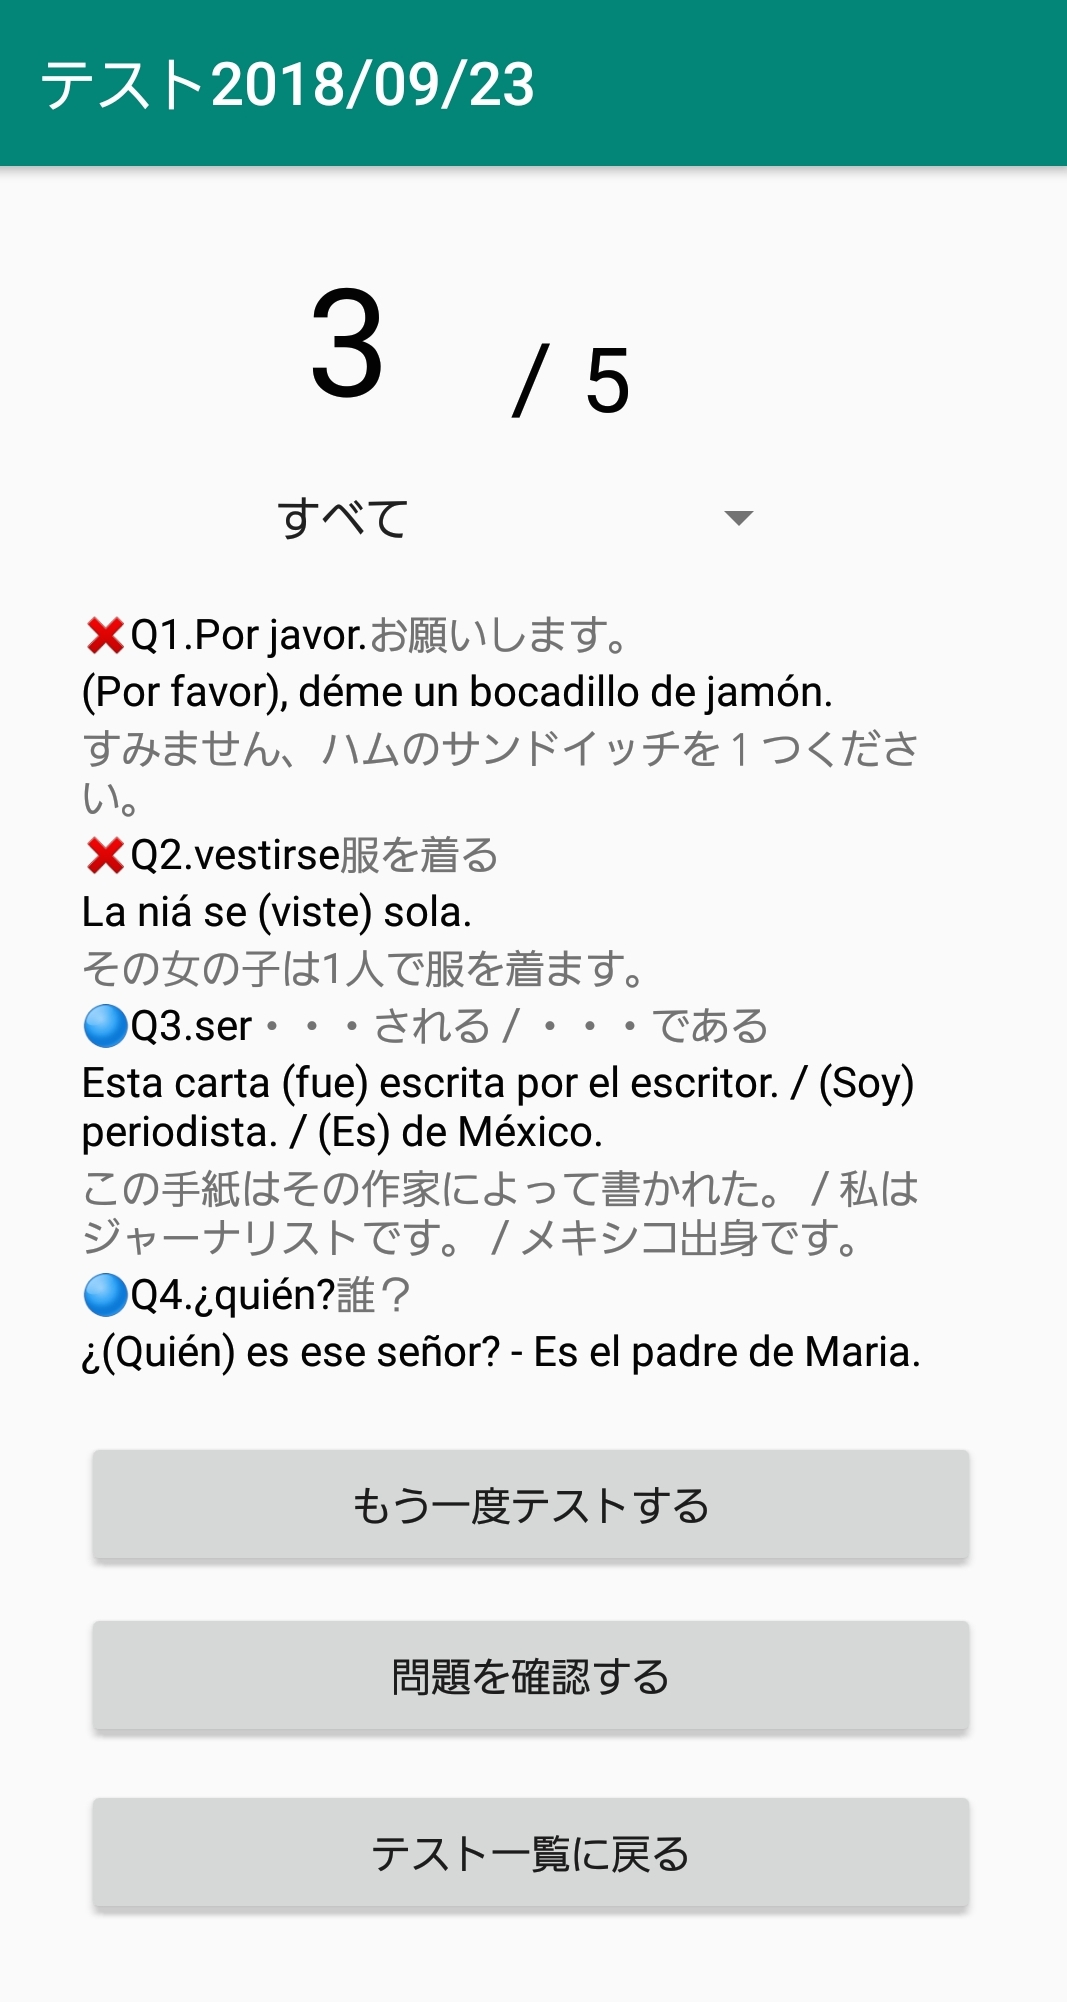 テスト2018/09/23
3 / 5
すべて
❌Q1.Por javor.お願いします。
(Por favor), déme un bocadillo de jamón.
すみません、ハムのサンドイッチを１つくださ
い。
❌Q2.vestirse服を着る
La niá se (viste) sola.
その女の子は1人で服を着ます。
🔵Q3.ser・・・される / ・・・である
Esta carta (fue) escrita por el escritor. / (Soy)
periodista. / (Es) de México.
この手紙はその作家によって書かれた。 / 私は
ジャーナリストです。 / メキシコ出身です。
🔵Q4.¿quién?誰？
¿(Quién) es ese señor? - Es el padre de Maria.
もう一度テストする
問題を確認する
テスト一覧に戻る